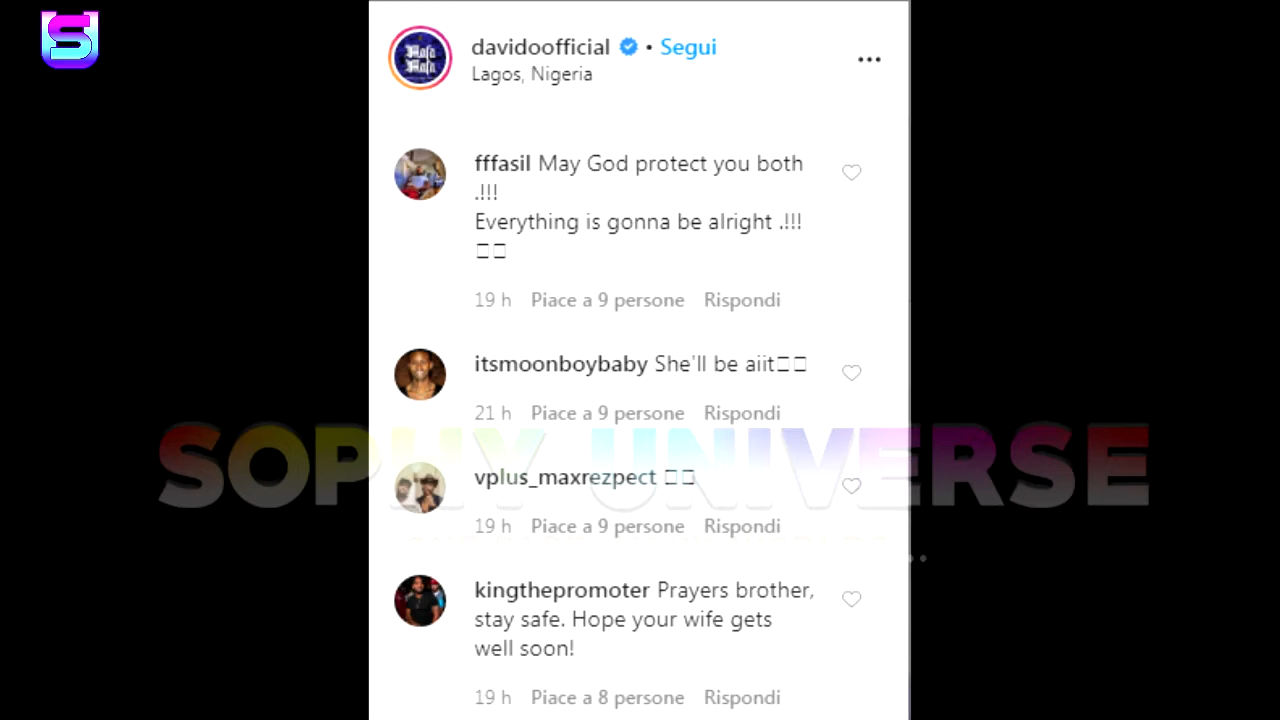 S
davidoofficial • Segui
Lagos, Nigeria
fffasil May God protect you both
.!!!
Everything is gonna be alright .!!!
19 h Piace a 9 persone Rispondi
itsmoonboybaby She'll be aiit
21 h Piace a 9 persone Rispondi
SOPHY UNIVERSE
vplus_maxrezpect
19 h Piace a 9 persone Rispondi
kingthepromoter Prayers brother,
stay safe. Hope your wife gets
well soon!
19 h Piace a 8 persone Rispondi